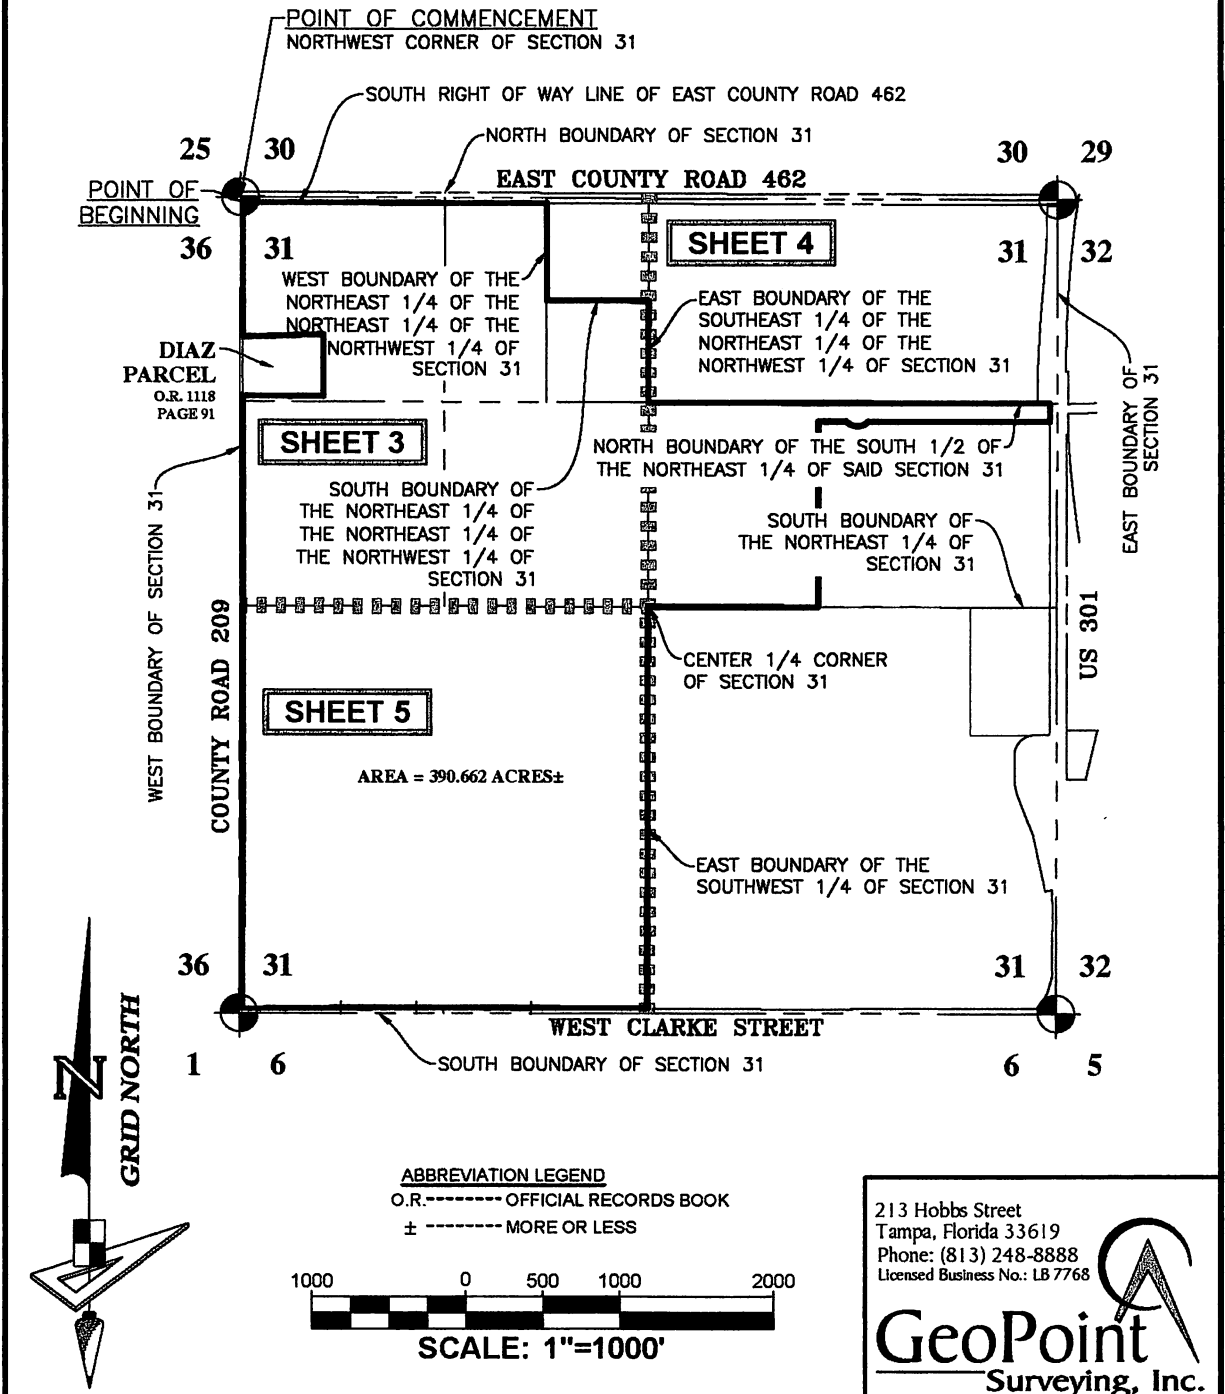 POINT OF COMMENCEMENT
NORTHWEST CORNER OF SECTION 31
SOUTH RIGHT OF WAY LINE OF EAST COUNTY ROAD 462
NORTH BOUNDARY OF SECTION 31
25 30
30 29
EAST COUNTY ROAD 462
POINT OF
BEGINNING
36 31
31 32
SHEET 4
WEST BOUNDARY OF THE
NORTHEAST 1/4 OF THE
NORTHEAST 1/4 OF THE
NORTHWEST 1/4 OF
SECTION 31
EAST BOUNDARY OF THE
SOUTHEAST 1/4 OF THE
NORTHEAST 1/4 OF THE
NORTHWEST 1/4 OF SECTION 31
DIAZ
PARCEL
O.R. 1118
PAGE 91
EAST BOUNDARY OF
SECTION 31
SHEET 3
NORTH BOUNDARY OF THE SOUTH 1/2 OF
THE NORTHEAST 1/4 OF SAID SECTION 31
SOUTH BOUNDARY OF
THE NORTHEAST 1/4 OF
THE NORTHEAST 1/4 OF
THE NORTHWEST 1/4 OF
SECTION 31
SOUTH BOUNDARY OF
THE NORTHEAST 1/4 OF
SECTION 31
WEST BOUNDARY OF SECTION 31
COUNTY ROAD 209
US 301
CENTER 1/4 CORNER
OF SECTION 31
SHEET 5
AREA = 390.662 ACRES±
EAST BOUNDARY OF THE
SOUTHWEST 1/4 OF SECTION 31
36 31
31 32
WEST CLARKE STREET
1 6
6 5
SOUTH BOUNDARY OF SECTION 31
N
GRID NORTH
ABBREVIATION LEGEND
O.R.-------- OFFICIAL RECORDS BOOK
± -------- MORE OR LESS
1000 0 500 1000 2000
SCALE: 1"=1000'
213 Hobbs Street
Tampa, Florida 33619
Phone: (813) 248-8888
Licensed Business No.: LB 7768
GeoPoint
Surveying, Inc.